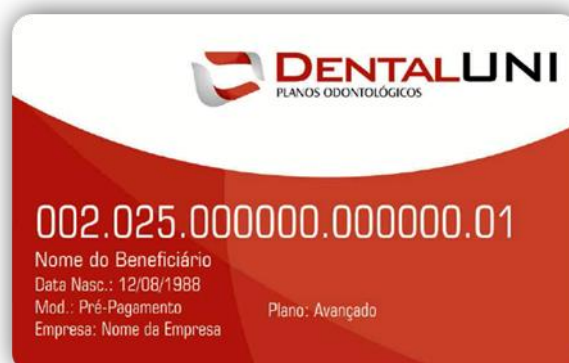 DENTALUNI
PLANOS ODONTOLÓGICOS
002.025.000000.000000.01
Nome do Beneficiário
Data Nasc.: 12/08/1988
Mod.: Pré-Pagamento Plano: Avançado
Empresa: Nome da Empresa